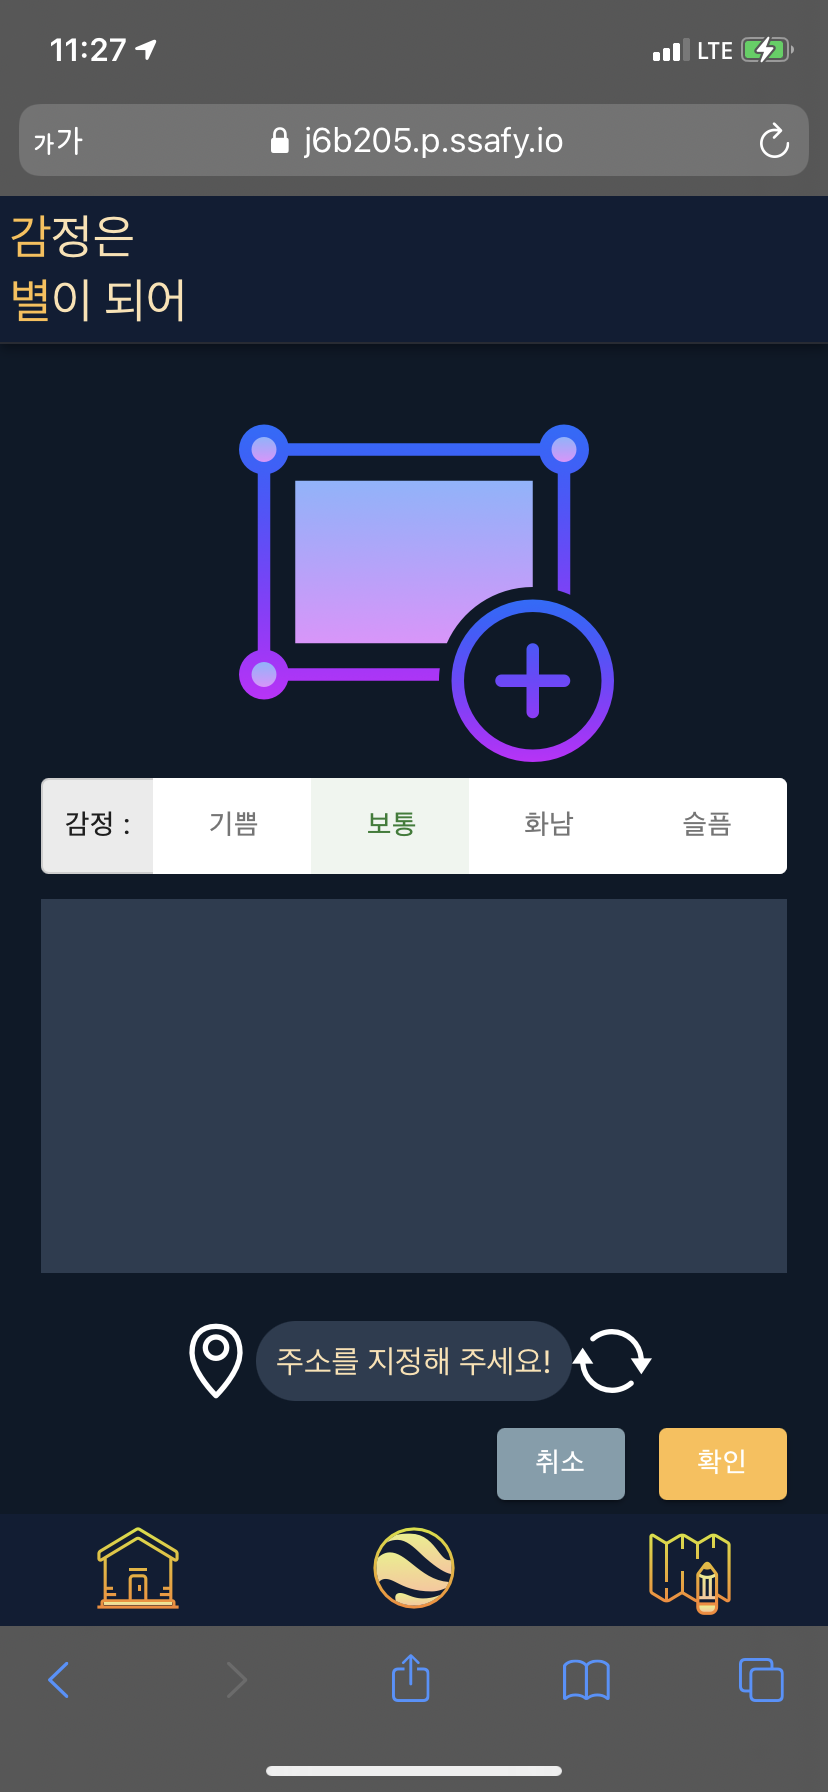 11:27
LTE
가가 j6b205.p.ssafy.io
감정은
별이 되어
감정 : 기쁨 보통 화남 슬픔
주소를 지정해 주세요!
취소 확인